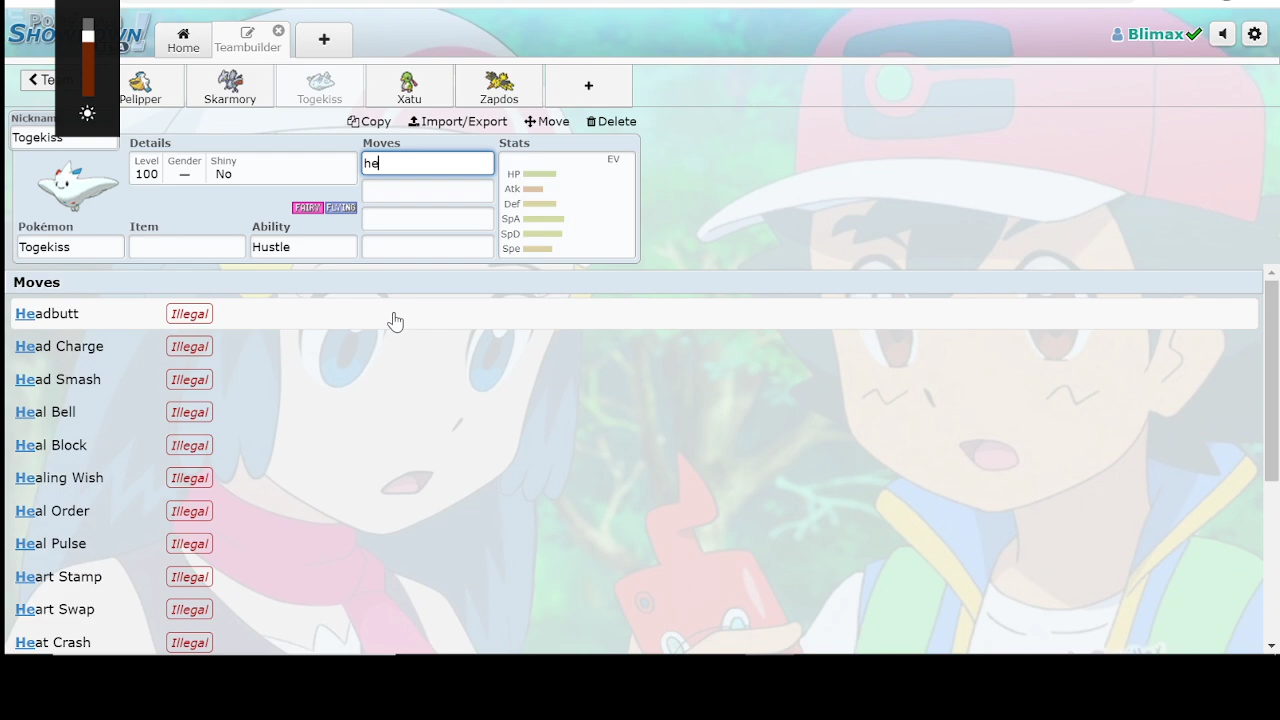 Home
Teambuilder
+
Blimax
Pelipper
Skarmory
Togekiss
Xatu
Zapdos
+
Nickname
Togekiss
Copy
Import/Export
Move
Delete
Details
Moves
Stats
Level
Gender
Shiny
100
—
No
he
EV
HP
Atk
Def
SpA
SpD
Spe
FAIRY
FLYING
Pokémon
Item
Ability
Togekiss
Hustle
Moves
Headbutt Illegal
Head Charge Illegal
Head Smash Illegal
Heal Bell Illegal
Heal Block Illegal
Healing Wish Illegal
Heal Order Illegal
Heal Pulse Illegal
Heart Stamp Illegal
Heart Swap Illegal
Heat Crash Illegal